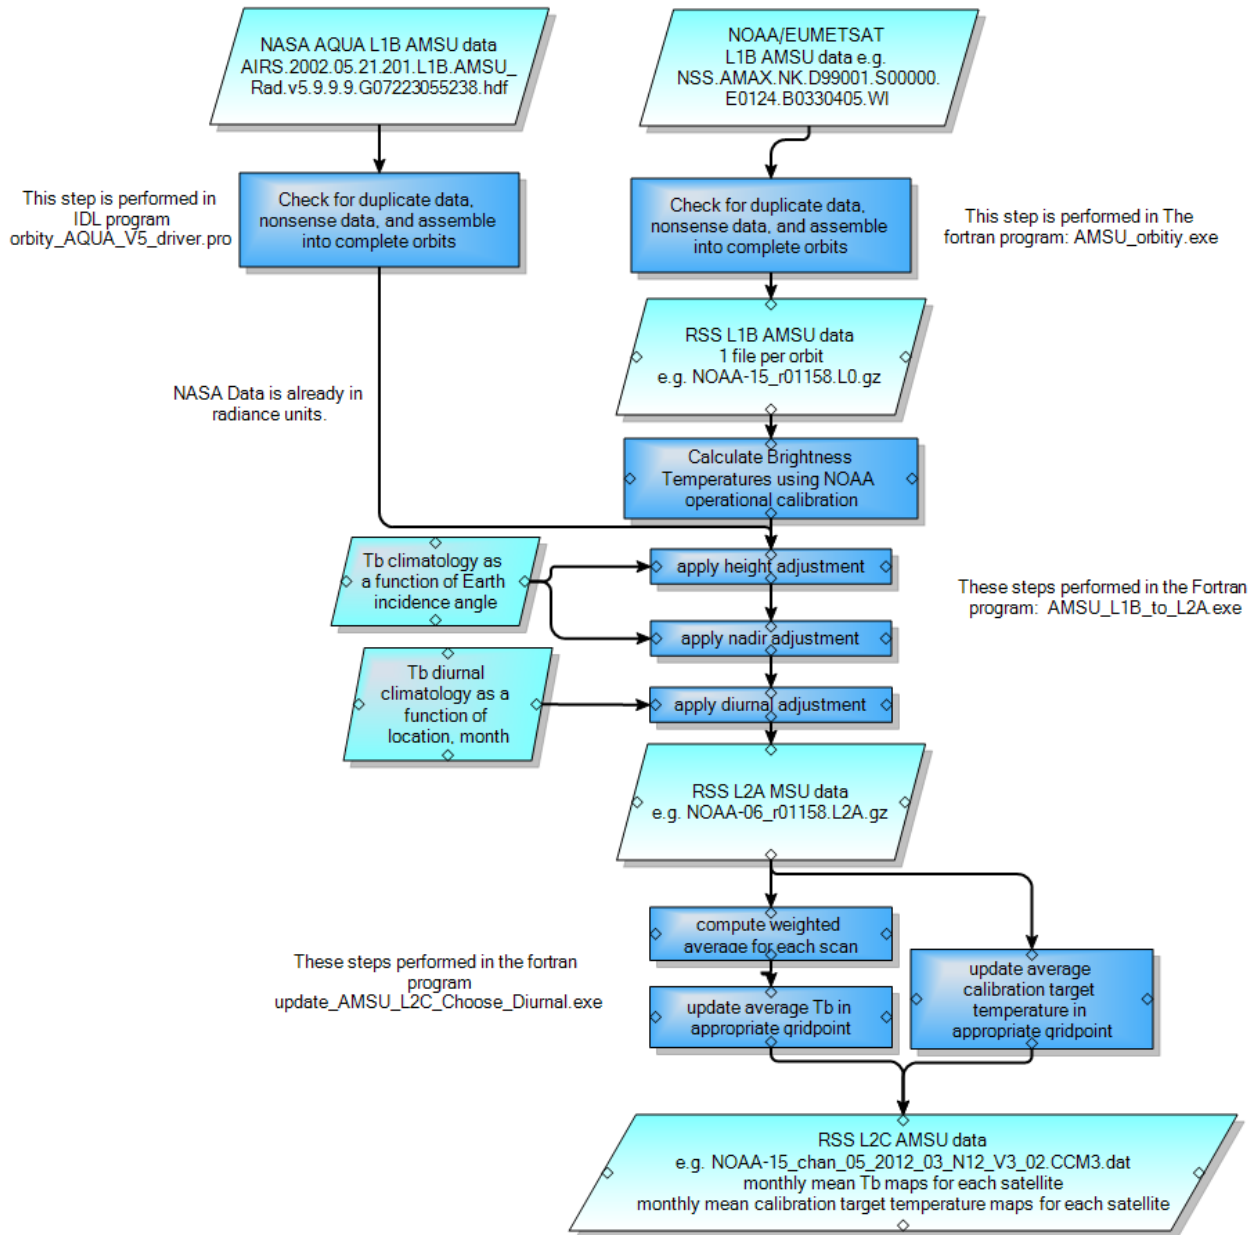 NASA AQUA L1B AMSU data
AIRS.2002.05.21.201.L1B.AMSU_
Rad.v5.9.9.9.G07223055238.hdf
NOAA/EUMETSAT
L1B AMSU data e.g.
NSS.AMAX.NK.D99001.S00000.
E0124.B0330405.WI
This step is performed in
IDL program
orbity_AQUA_V5_driver.pro
Check for duplicate data,
nonsense data, and assemble
into complete orbits
Check for duplicate data,
nonsense data, and assemble
into complete orbits
This step is performed in The
fortran program: AMSU_orbitiy.exe
RSS L1B AMSU data
1 file per orbit
e.g. NOAA-15_r01158.L0.gz
NASA Data is already in
radiance units.
Calculate Brightness
Temperatures using NOAA
operational calibration
Tb climatology as
a function of Earth
incidence angle
apply height adjustment
These steps performed in the Fortran
program: AMSU_L1B_to_L2A.exe
apply nadir adjustment
Tb diurnal
climatology as a
function of
location, month
apply diurnal adjustment
RSS L2A MSU data
e.g. NOAA-06_r01158.L2A.gz
compute weighted
average for each scan
These steps performed in the fortran
program
update_AMSU_L2C_Choose_Diurnal.exe
update average Tb in
appropriate gridpoint
update average
calibration target
temperature in
appropriate gridpoint
RSS L2C AMSU data
e.g. NOAA-15_chan_05_2012_03_N12_V3_02.CCM3.dat
monthly mean Tb maps for each satellite
monthly mean calibration target temperature maps for each satellite